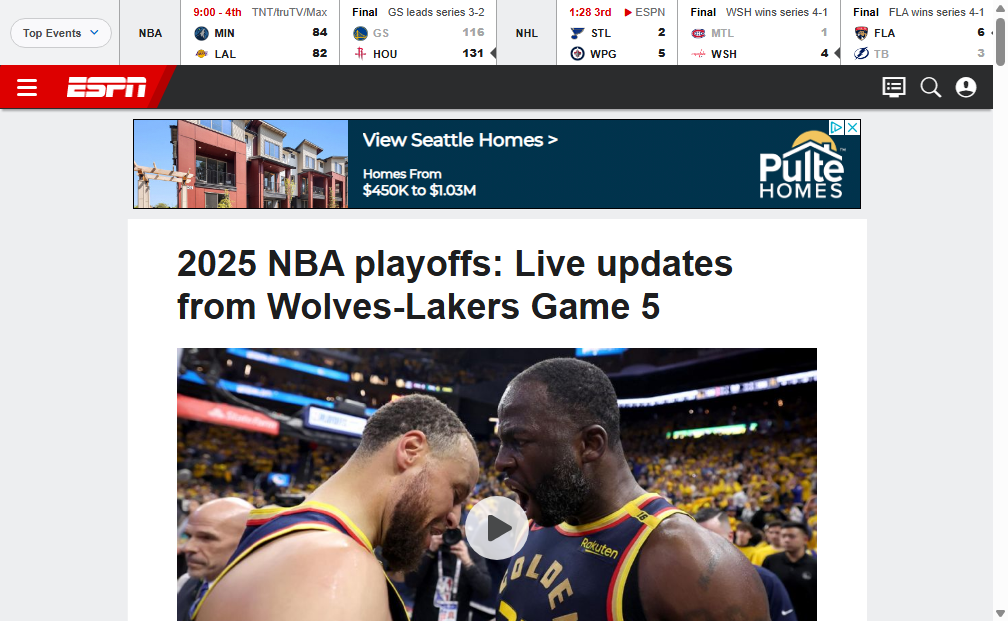 Top Events
NBA
9:00 - 4th TNT/truTV/Max
MIN 84
LAL 82
Final GS leads series 3-2
GS 116
HOU 131
NHL
1:28 3rd ESPN
STL 2
WPG 5
Final WSH wins series 4-1
MTL 1
WSH 4
Final FLA wins series 4-1
FLA 6
TB 3
ESPN
View Seattle Homes >
Homes From
$450K to $1.03M
Pulte
HOMES
2025 NBA playoffs: Live updates
from Wolves-Lakers Game 5
State Farm
Rakuten
GOLDEN